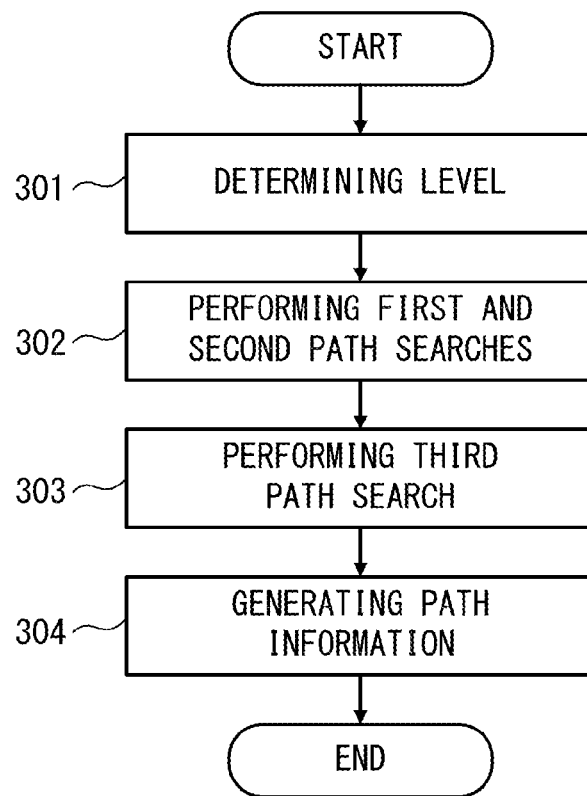 START
301
DETERMINING LEVEL
302
PERFORMING FIRST AND
SECOND PATH SEARCHES
303
PERFORMING THIRD
PATH SEARCH
304
GENERATING PATH
INFORMATION
END